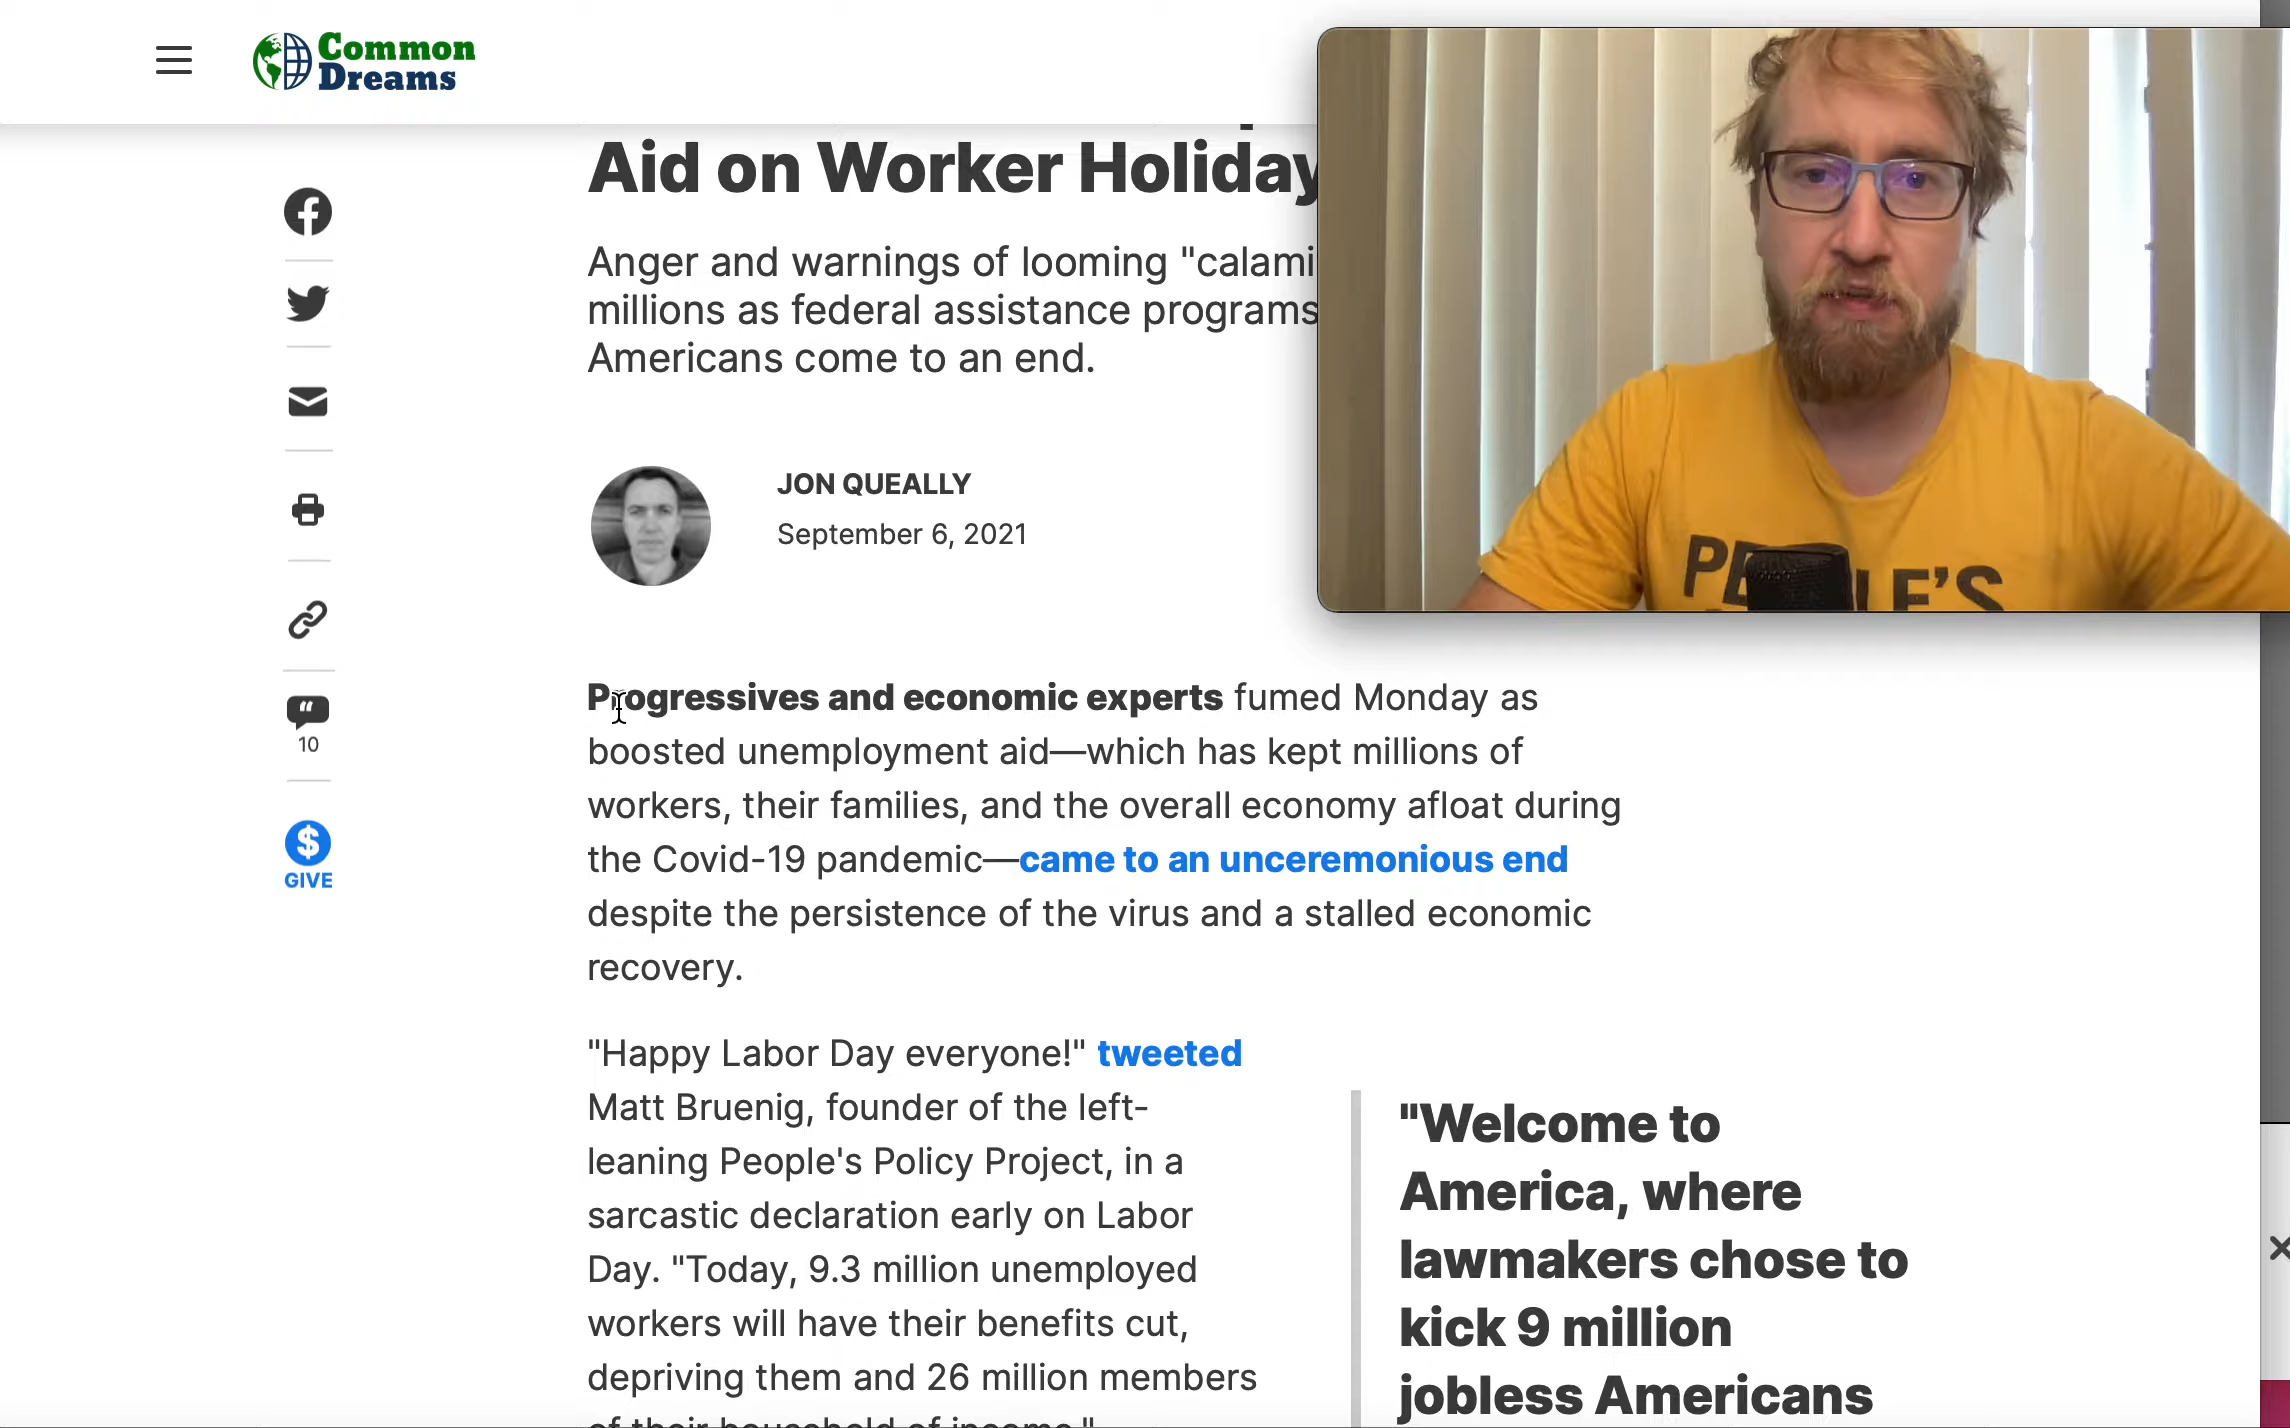 Common
Dreams
Aid on Worker Holiday
Anger and warnings of looming "calami
millions as federal assistance programs
Americans come to an end.
JON QUEALLY
September 6, 2021
10
GIVE
Progressives and economic experts fumed Monday as
boosted unemployment aid—which has kept millions of
workers, their families, and the overall economy afloat during
the Covid-19 pandemic—came to an unceremonious end
despite the persistence of the virus and a stalled economic
recovery.
"Happy Labor Day everyone!" tweeted
Matt Bruenig, founder of the left-
leaning People's Policy Project, in a
sarcastic declaration early on Labor
Day. "Today, 9.3 million unemployed
workers will have their benefits cut,
depriving them and 26 million members
of their household of income."
"Welcome to
America, where
lawmakers chose to
kick 9 million
jobless Americans